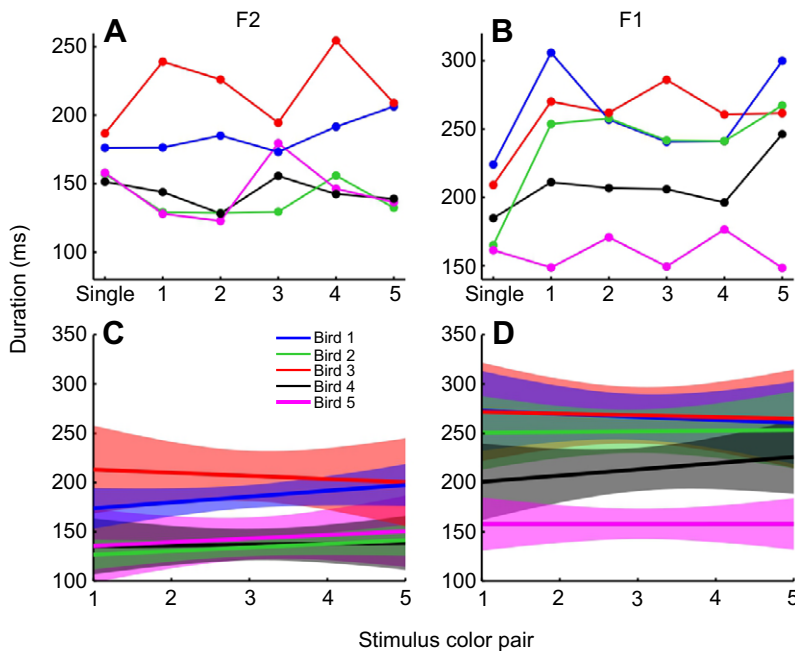 F2
F1
A
B
250
200
150
100
300
250
200
150
Single 1 2 3 4 5
Single 1 2 3 4 5
Duration (ms)
C
D
350
300
250
200
150
100
350
300
250
200
150
100
Bird 1
Bird 2
Bird 3
Bird 4
Bird 5
1 2 3 4 5
1 2 3 4 5
Stimulus color pair